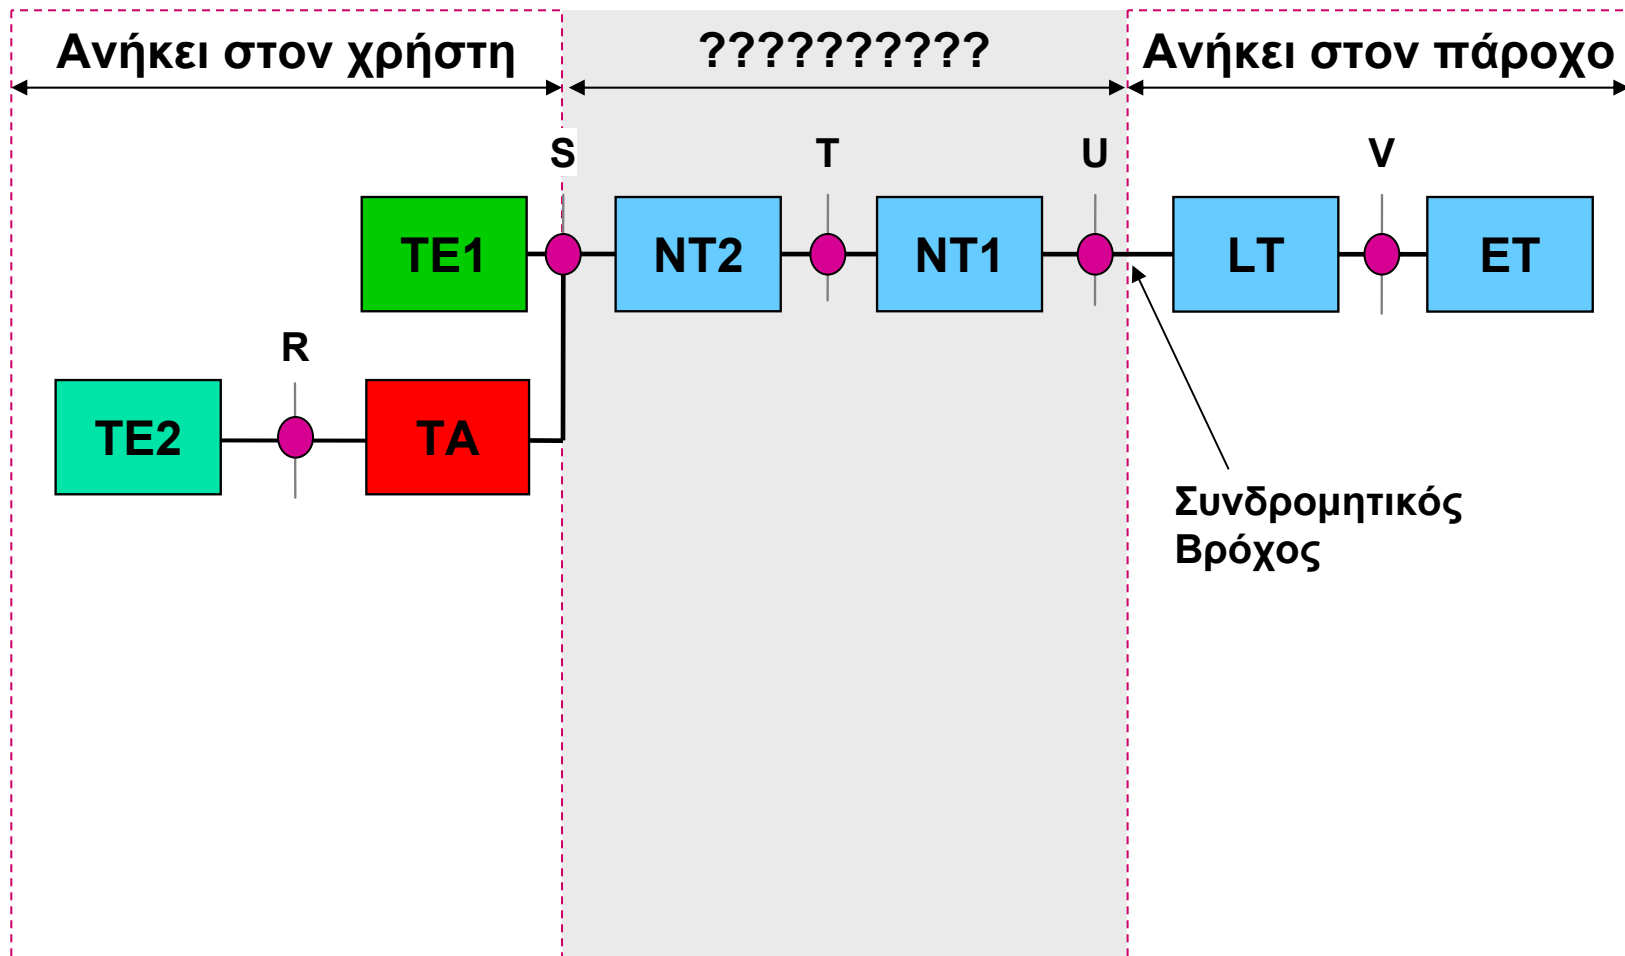 Ανήκει στον χρήστη
??????????
Ανήκει στον πάροχο
S
T
U
V
TE1
NT2
NT1
LT
ET
R
TE2
TA
Συνδρομητικός
Βρόχος